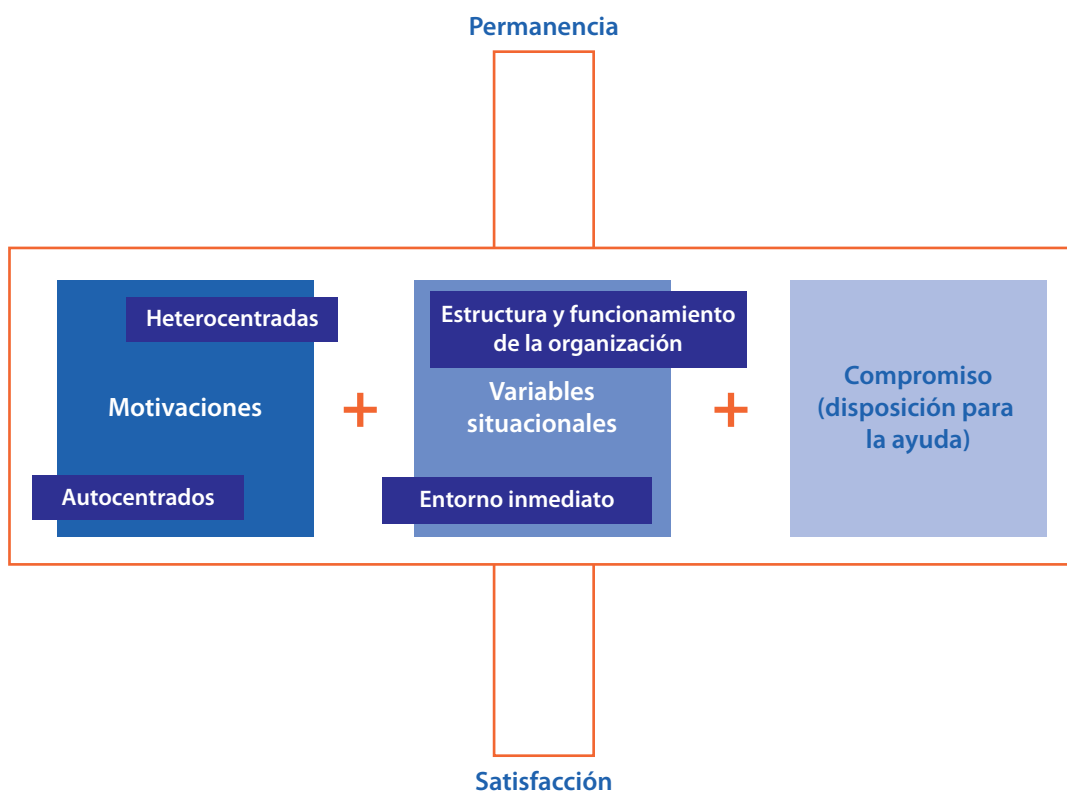 Permanencia
Heterocentradas
Motivaciones
Autocentrados
+
Estructura y funcionamiento
de la organización
Variables
situacionales
Entorno inmediato
+
Compromiso
(disposición para
la ayuda)
Satisfacción